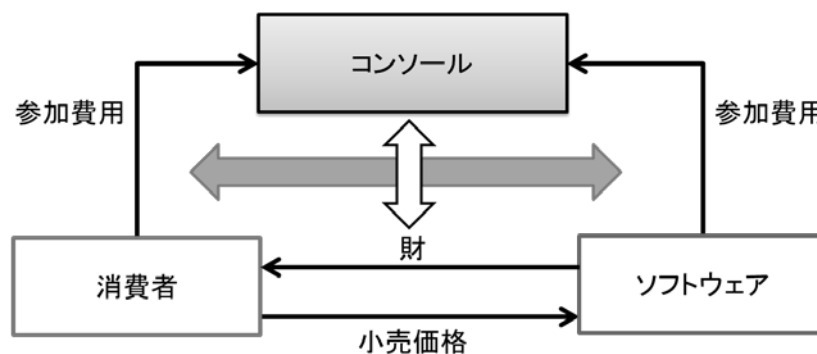 コンソール
参加費用
参加費用
財
消費者
ソフトウェア
小売価格